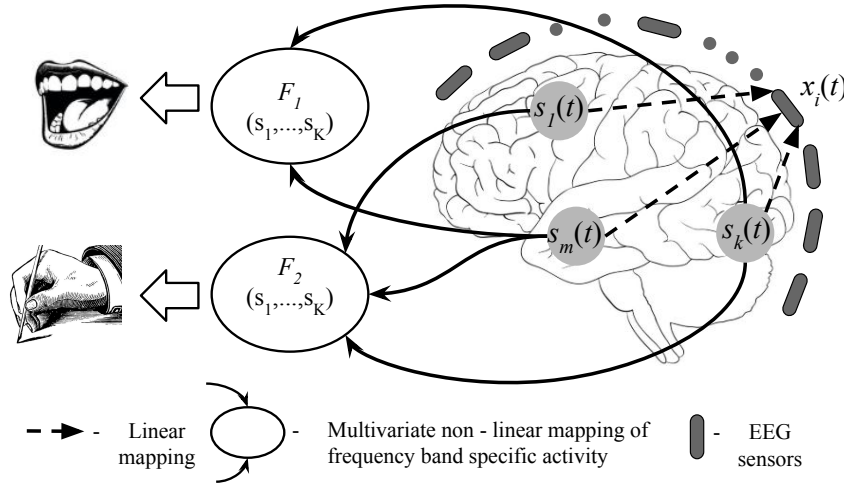 F1
(s1,...,sK)
s1(t)
xi(t)
sm(t)
sk(t)
F2
(s1,...,sK)
- Linear mapping
- Multivariate non - linear mapping of
frequency band specific activity
- EEG
sensors